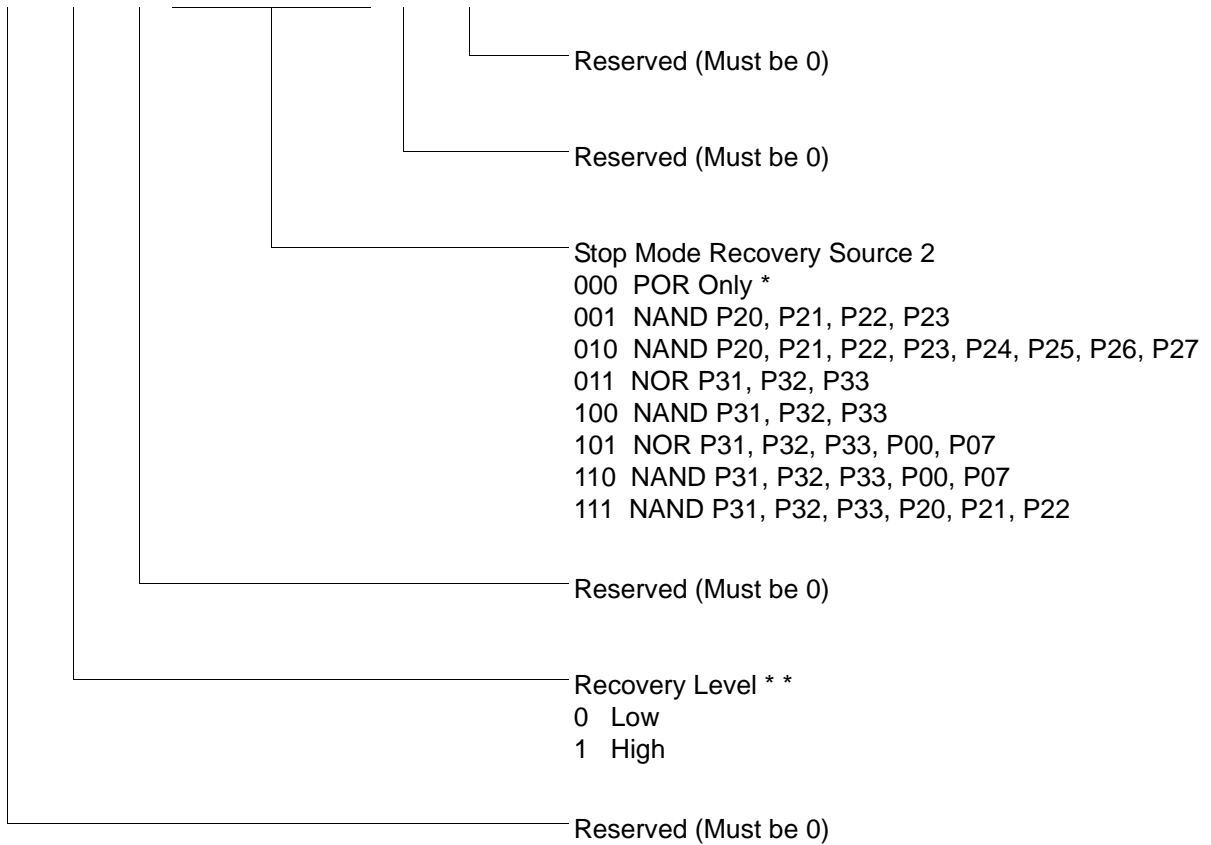 Reserved (Must be 0)
Reserved (Must be 0)
Stop Mode Recovery Source 2
000 POR Only *
001 NAND P20, P21, P22, P23
010 NAND P20, P21, P22, P23, P24, P25, P26, P27
011 NOR P31, P32, P33
100 NAND P31, P32, P33
101 NOR P31, P32, P33, P00, P07
110 NAND P31, P32, P33, P00, P07
111 NAND P31, P32, P33, P20, P21, P22
Reserved (Must be 0)
Recovery Level * *
0 Low
1 High
Reserved (Must be 0)